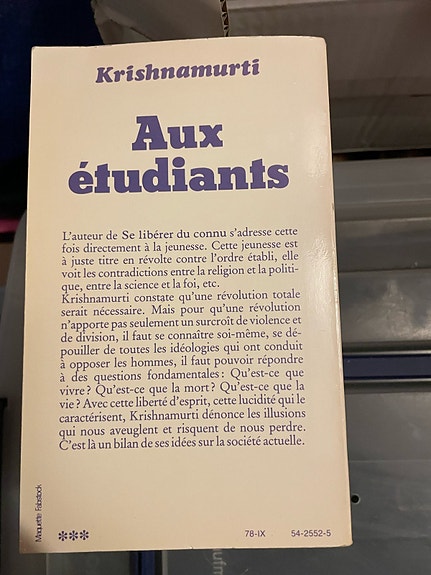 Krishnamurti
Aux
étudiants
L'auteur de Se libérer du connu s'adresse cette
fois directement à la jeunesse. Cette jeunesse est
à juste titre en révolte contre l'ordre établi, elle
voit les contradictions entre la religion et la politi-
que, entre la science et la foi, etc.
Krishnamurti constate qu'une révolution totale
serait nécessaire. Mais pour qu'une révolution
n'apporte pas seulement un surcroît de violence et
de division, il faut se connaître soi-même, se dé-
pouiller de toutes les idéologies qui ont conduit
à opposer les hommes, il faut pouvoir répondre
à des questions fondamentales : Qu'est-ce que
vivre ? Qu'est-ce que la mort ? Qu'est-ce que la
vie ? Avec cette liberté d'esprit, cette lucidité qui le
caractérisent, Krishnamurti dénonce les illusions
qui nous aveuglent et risquent de nous perdre.
C'est là un bilan de ses idées sur la société actuelle.
Maquette Fabstock
***
78-IX 54-2552-5